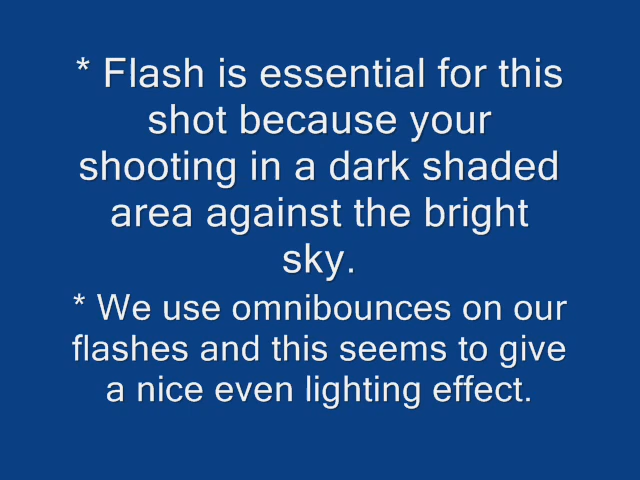 * Flash is essential for this
shot because your
shooting in a dark shaded
area against the bright
sky.
* We use omnibounces on our
flashes and this seems to give
a nice even lighting effect.